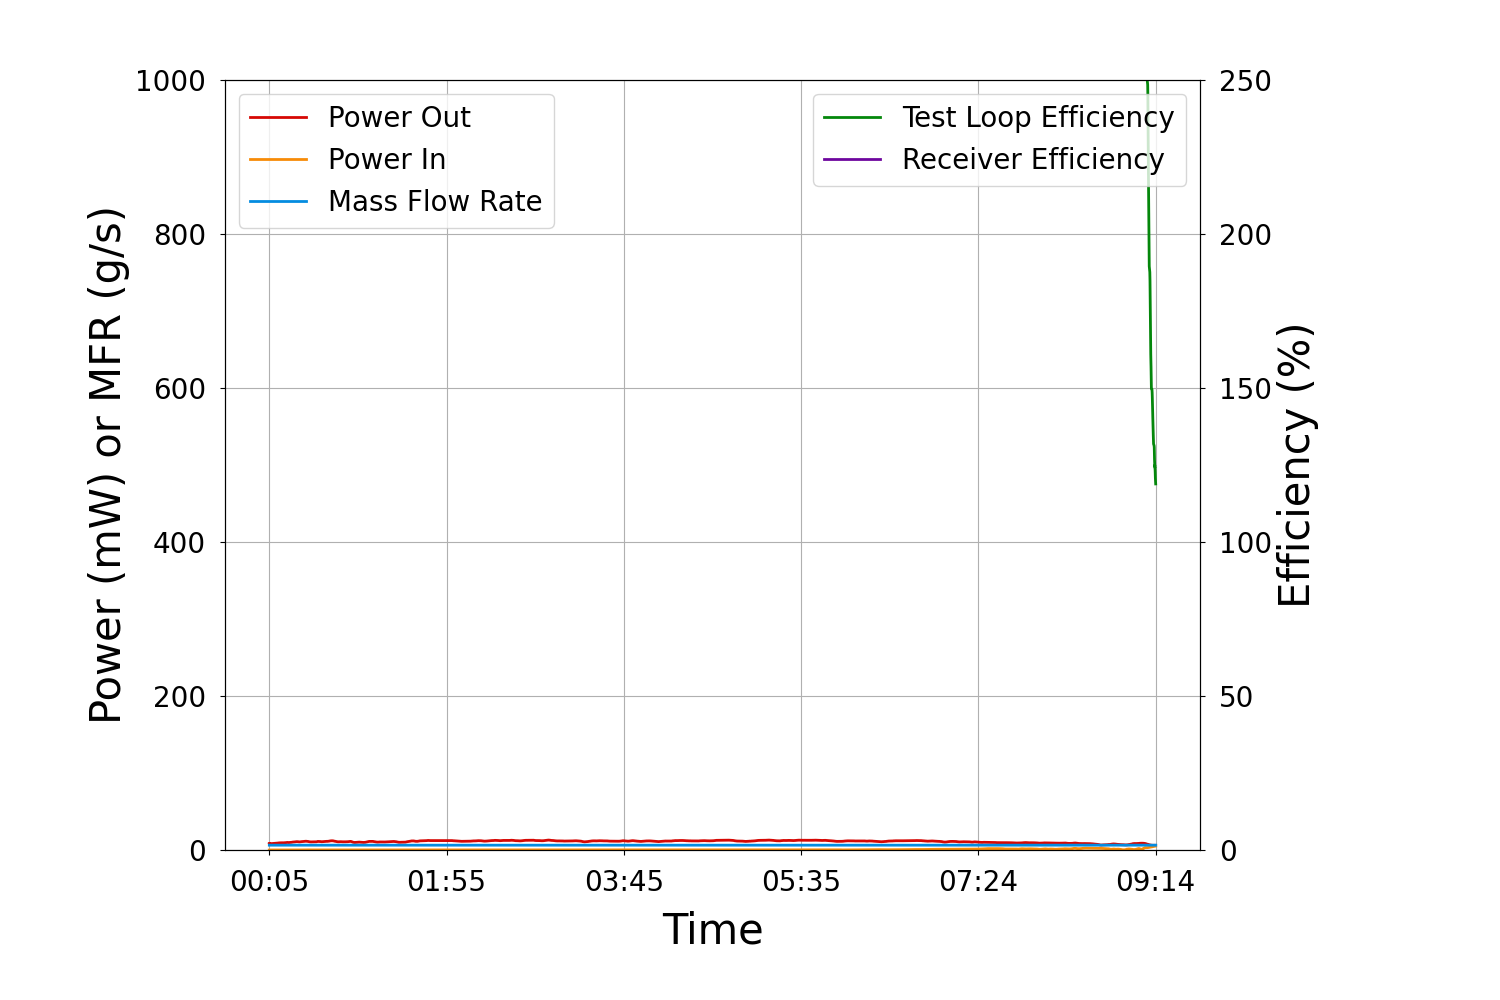 1000
800
600
400
200
0
Power (mW) or MFR (g/s)
Power Out
Power In
Mass Flow Rate
Test Loop Efficiency
Receiver Efficiency
250
200
150
100
50
0
Efficiency (%)
00:05 01:55 03:45 05:35 07:24 09:14
Time